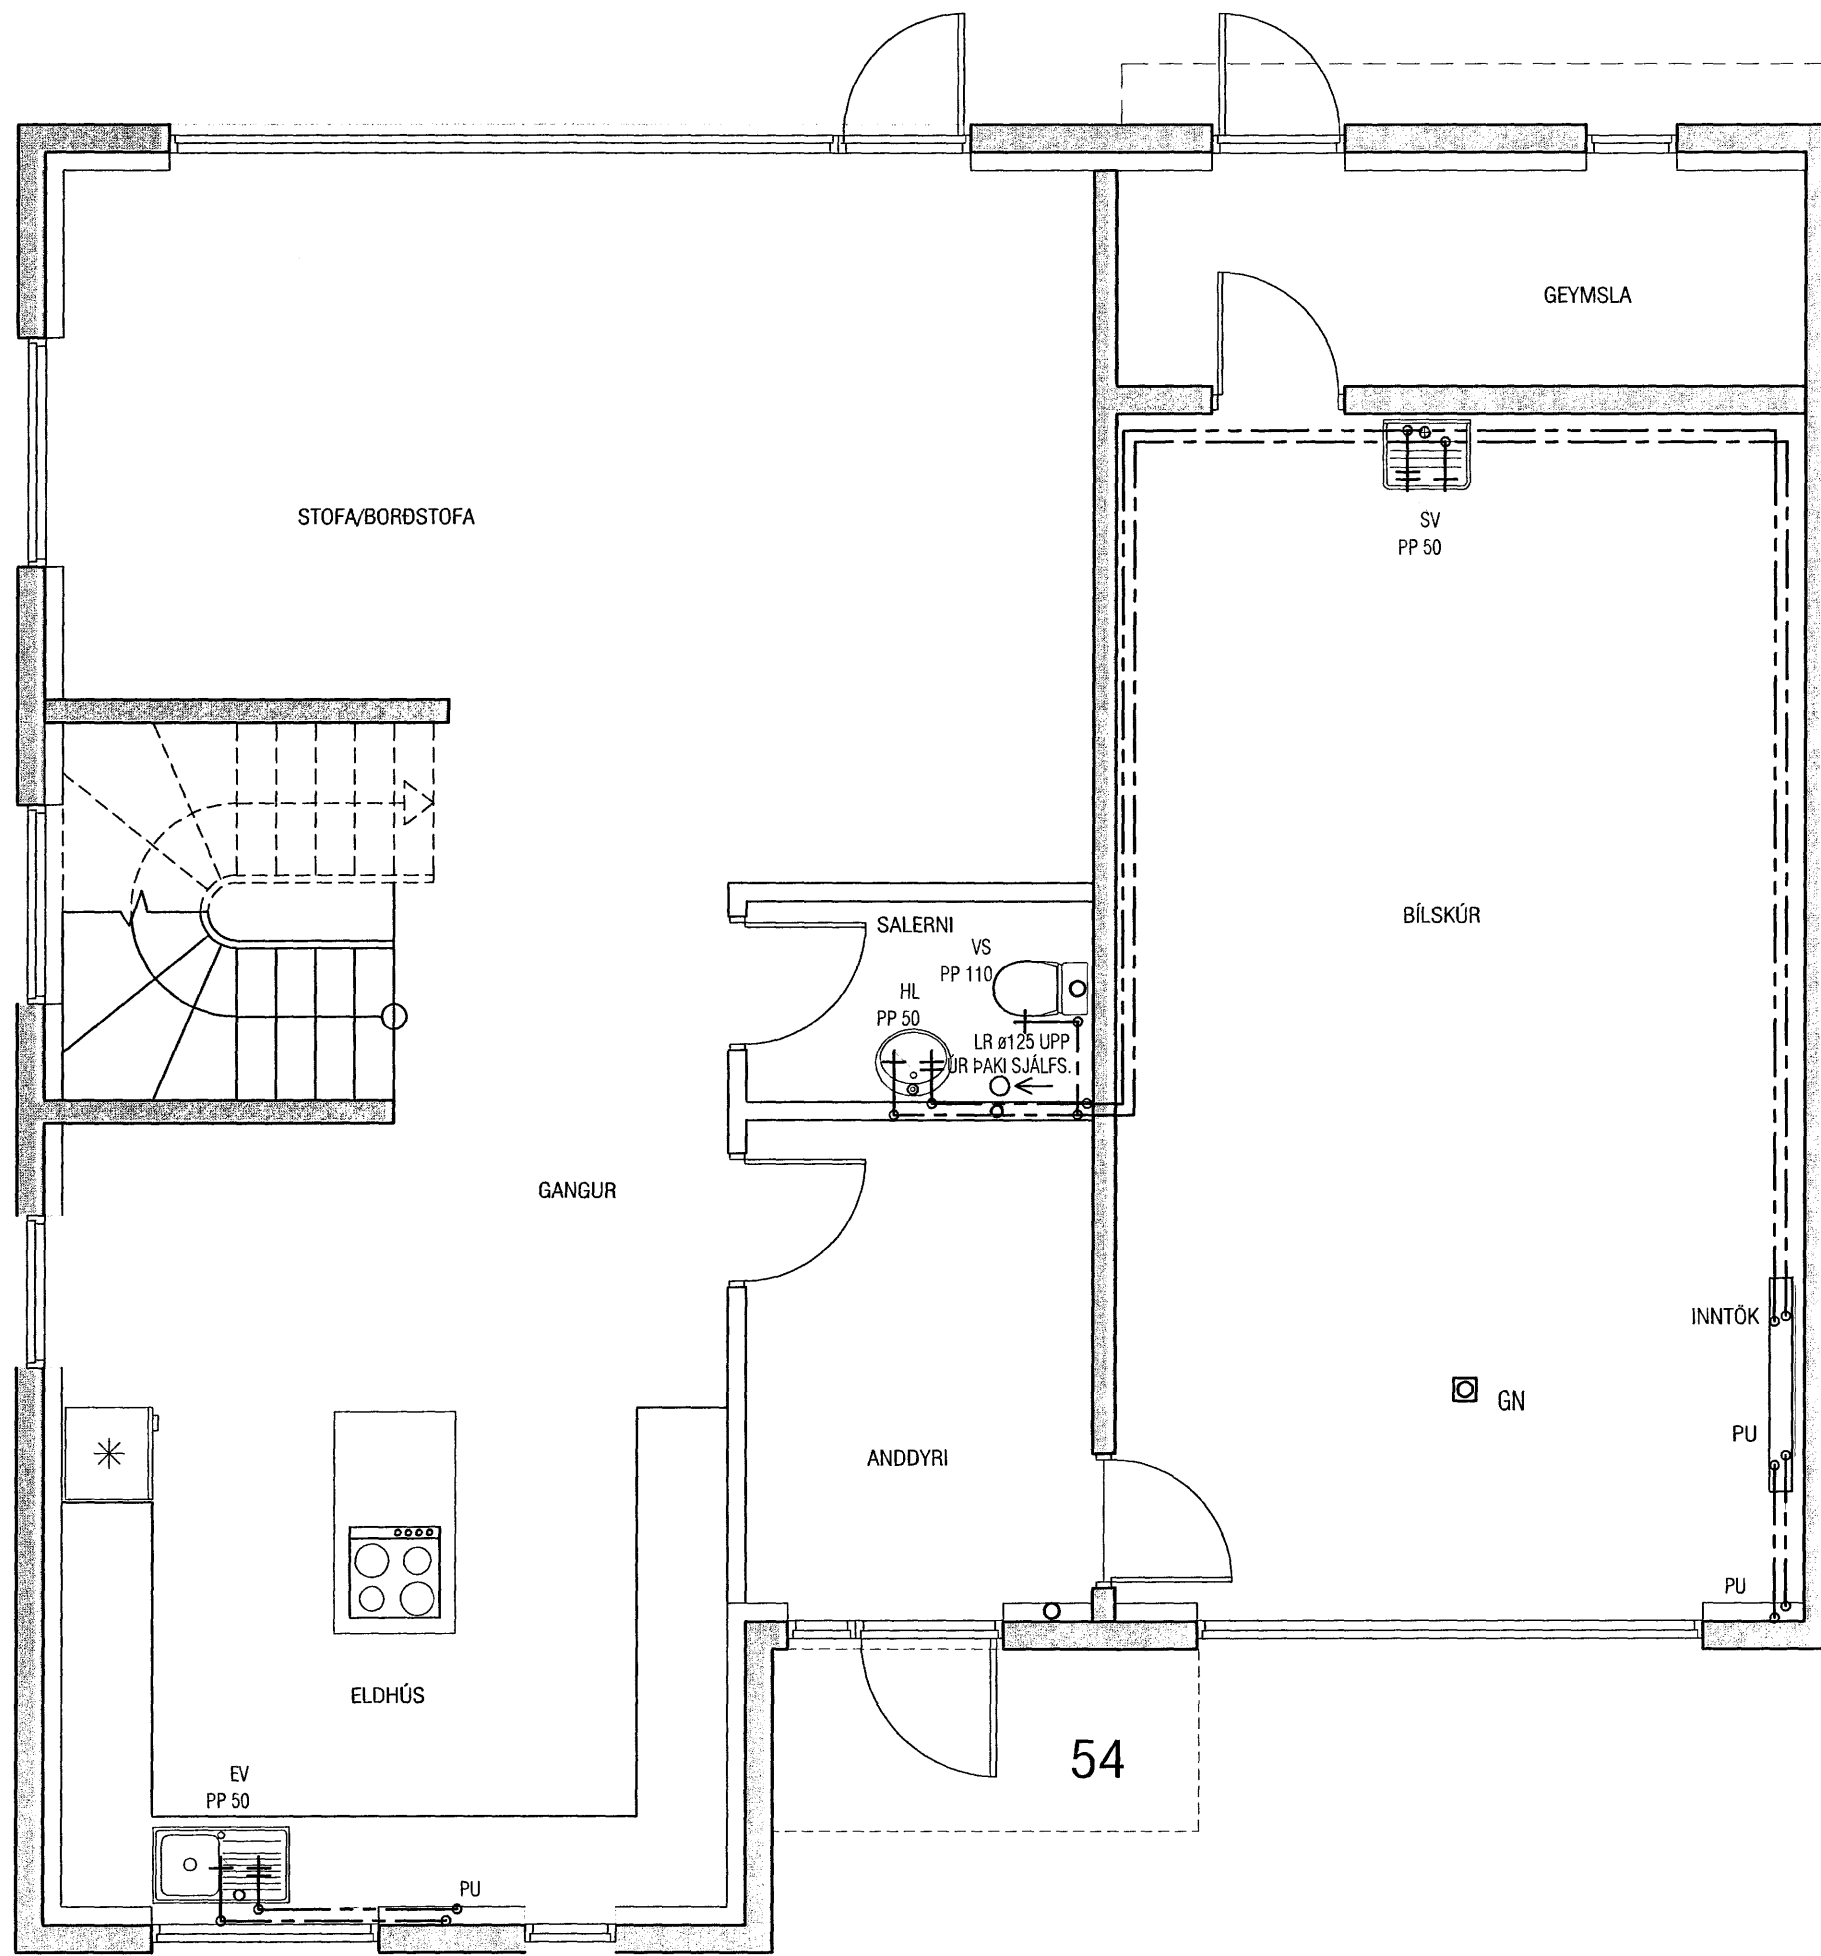 GEYMSLA
STOFA/BORÐSTOFA
SV
PP 50
BÍLSKÚR
SALERNI
VS
PP 110
HL
PP 50
LR ø125 UPP
ÚR ÞAKI SJÁLFS.
GANGUR
INNTÖK
GN
PU
ANDDYRI
PU
ELDHÚS
54
EV
PP 50
PU